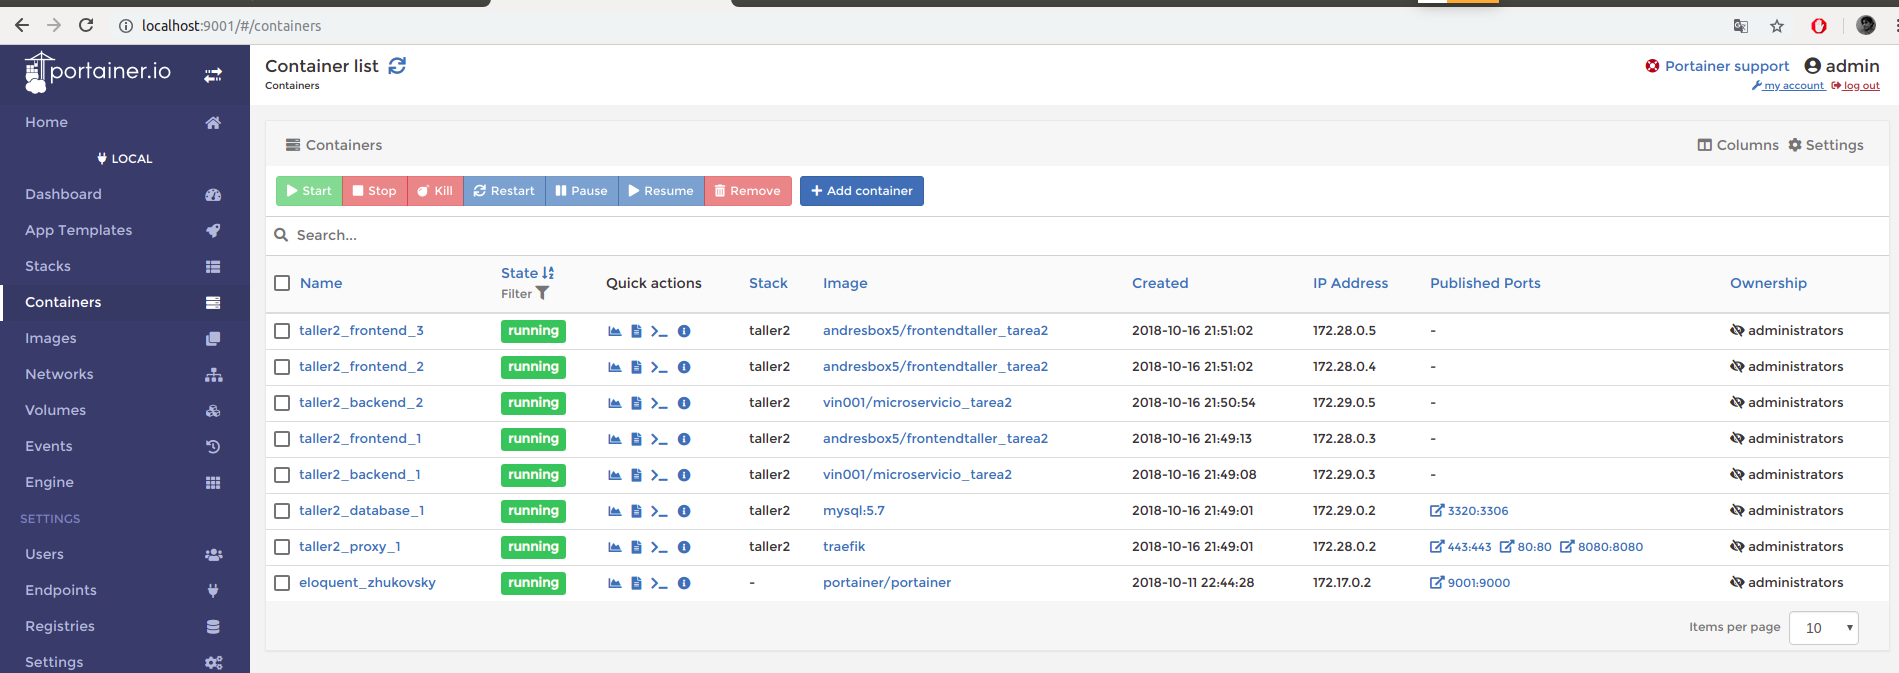 localhost:9001/#/containers
portainer.io
Home
LOCAL
Dashboard
App Templates
Stacks
Containers
Images
Networks
Volumes
Events
Engine
SETTINGS
Users
Endpoints
Registries
Settings
Container list
Containers
Portainer support admin
my account log out
Containers Columns Settings
Start Stop Kill Restart Pause Resume Remove + Add container
Search...
Name State Filter Quick actions Stack Image Created IP Address Published Ports Ownership
taller2_frontend_3 running taller2 andresbox5/frontendtaller_tarea2 2018-10-16 21:51:02 172.28.0.5 - administrators
taller2_frontend_2 running taller2 andresbox5/frontendtaller_tarea2 2018-10-16 21:51:02 172.28.0.4 - administrators
taller2_backend_2 running taller2 vin001/microservicio_tarea2 2018-10-16 21:50:54 172.29.0.5 - administrators
taller2_frontend_1 running taller2 andresbox5/frontendtaller_tarea2 2018-10-16 21:49:13 172.28.0.3 - administrators
taller2_backend_1 running taller2 vin001/microservicio_tarea2 2018-10-16 21:49:08 172.29.0.3 - administrators
taller2_database_1 running taller2 mysql:5.7 2018-10-16 21:49:01 172.29.0.2 3320:3306 administrators
taller2_proxy_1 running taller2 traefik 2018-10-16 21:49:01 172.28.0.2 443:443 80:80 8080:8080 administrators
eloquent_zhukovsky running - portainer/portainer 2018-10-11 22:44:28 172.17.0.2 9001:9000 administrators
Items per page 10